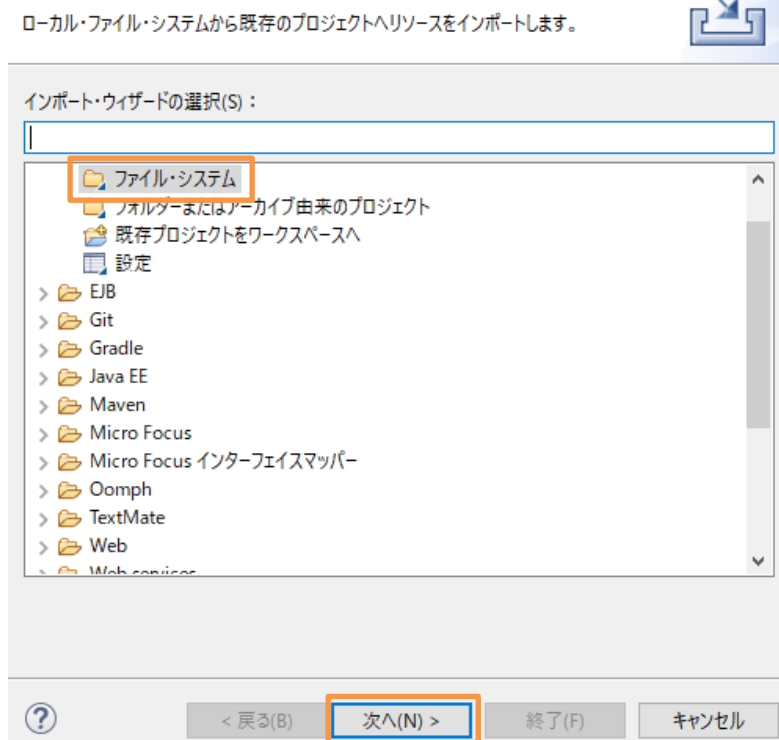 ローカル・ファイル・システムから既存のプロジェクトへリソースをインポートします。
インポート・ウィザードの選択(S)：
ファイル・システム
フォルダーまたはアーカイブ由来のプロジェクト
既存プロジェクトをワークスペースへ
設定
EJB
Git
Gradle
Java EE
Maven
Micro Focus
Micro Focus インターフェイスマッパー
Oomph
TextMate
Web
Web services
< 戻る(B) 次へ(N) > 終了(F) キャンセル